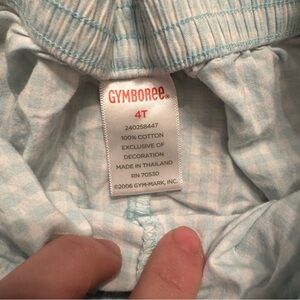 GYMBOREE®
4T
240258447
100% COTTON
EXCLUSIVE OF
DECORATION
MADE IN THAILAND
RN 70530
©2006 GYM-MARK, INC.